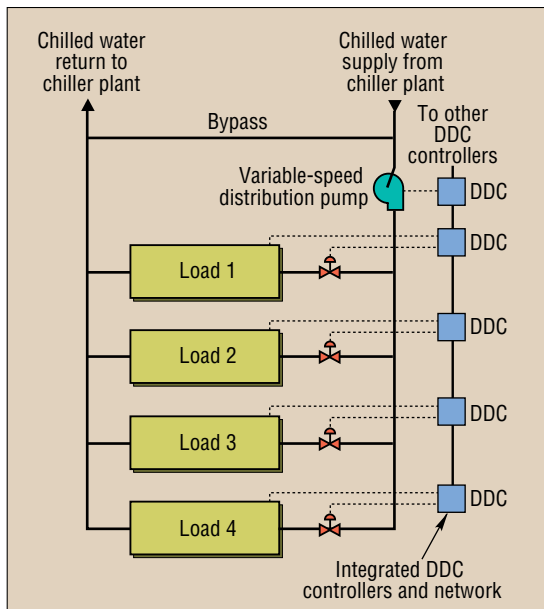 Chilled water
return to
chiller plant
Chilled water
supply from
chiller plant
Bypass
To other
DDC
controllers
Variable-speed
distribution pump
DDC
DDC
Load 1
DDC
Load 2
DDC
Load 3
DDC
Load 4
Integrated DDC
controllers and network